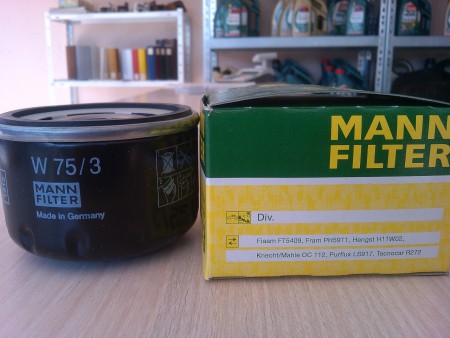 W 75/3
MANN
FILTER
Made in Germany
MANN
FILTER
Div.
Fiaam FT5409, Fram PH5911, Hengst H11W02,
Knecht/Mahle OC 112, Purflux LS917, Tecnocar R272